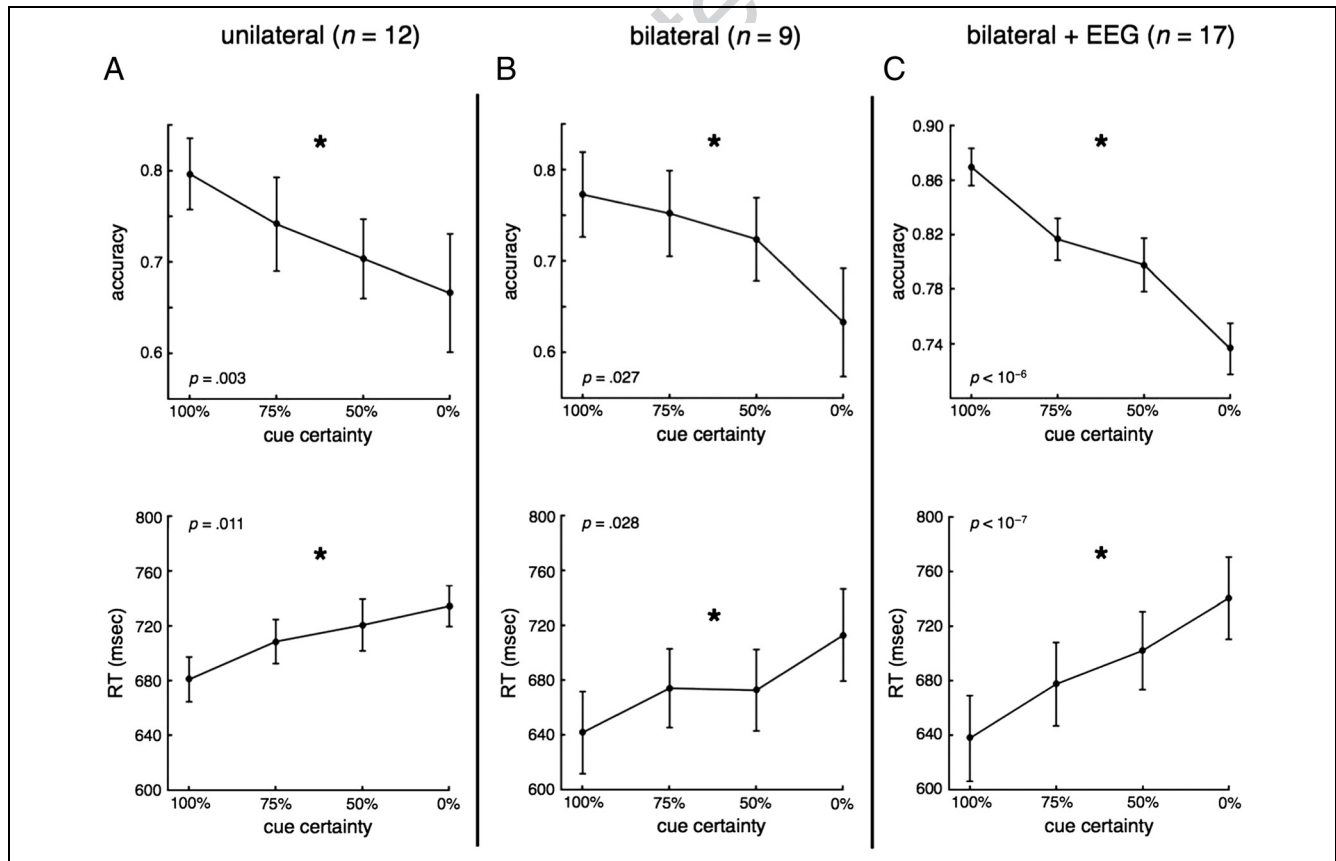 unilateral (n = 12)
bilateral (n = 9)
bilateral + EEG (n = 17)
A
B
C
*
0.8
0.7
0.6
accuracy
p = .003
100% 75% 50% 0%
cue certainty
*
0.8
0.7
0.6
accuracy
p = .027
100% 75% 50% 0%
cue certainty
*
0.90
0.86
0.82
0.78
0.74
accuracy
p < 10⁻⁶
100% 75% 50% 0%
cue certainty
800
760
720
680
640
600
RT (msec)
p = .011
*
100% 75% 50% 0%
cue certainty
800
760
720
680
640
600
RT (msec)
p = .028
*
100% 75% 50% 0%
cue certainty
800
760
720
680
640
600
RT (msec)
p < 10⁻⁷
*
100% 75% 50% 0%
cue certainty